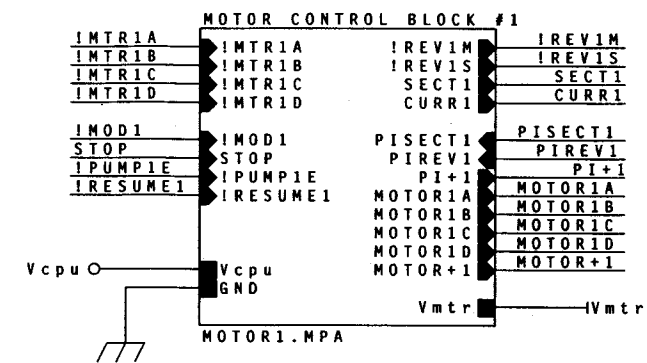 MOTOR CONTROL BLOCK #1
!MTR1A !MTR1A !REV1M !REV1M
!MTR1B !MTR1B !REV1S !REV1S
!MTR1C !MTR1C SECT1 SECT1
!MTR1D !MTR1D CURR1 CURR1
!MOD1 !MOD1 PISECT1 PISECT1
STOP STOP PIREV1 PIREV1
!PUMP1E !PUMP1E PI+1 PI+1
!RESUME1 !RESUME1 MOTOR1A MOTOR1A
MOTOR1B MOTOR1B
MOTOR1C MOTOR1C
MOTOR1D MOTOR1D
Vcpu Vcpu MOTOR+1 MOTOR+1
GND
Vmtr Vmtr
MOTOR1.MPA